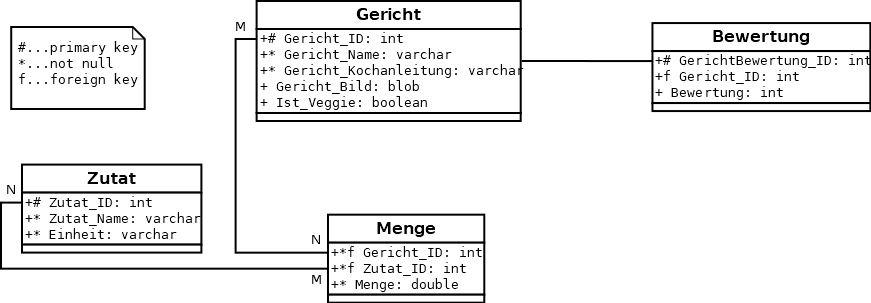 #...primary key
*...not null
f...foreign key
M
Gericht
+# Gericht_ID: int
+* Gericht_Name: varchar
+* Gericht_Kochanleitung: varchar
+ Gericht_Bild: blob
+ Ist_Veggie: boolean
Bewertung
+# GerichtBewertung_ID: int
+f Gericht_ID: int
+ Bewertung: int
N
Zutat
+# Zutat_ID: int
+* Zutat_Name: varchar
+* Einheit: varchar
N
M
Menge
+*f Gericht_ID: int
+*f Zutat_ID: int
+* Menge: double